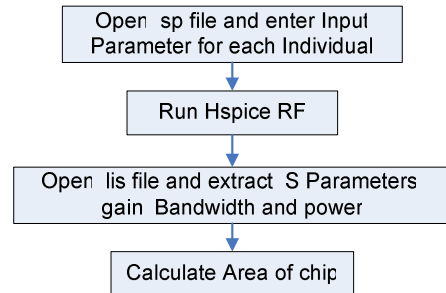 Open sp file and enter Input
Parameter for each Individual
Run Hspice RF
Open lis file and extract S Parameters
gain Bandwidth and power
Calculate Area of chip